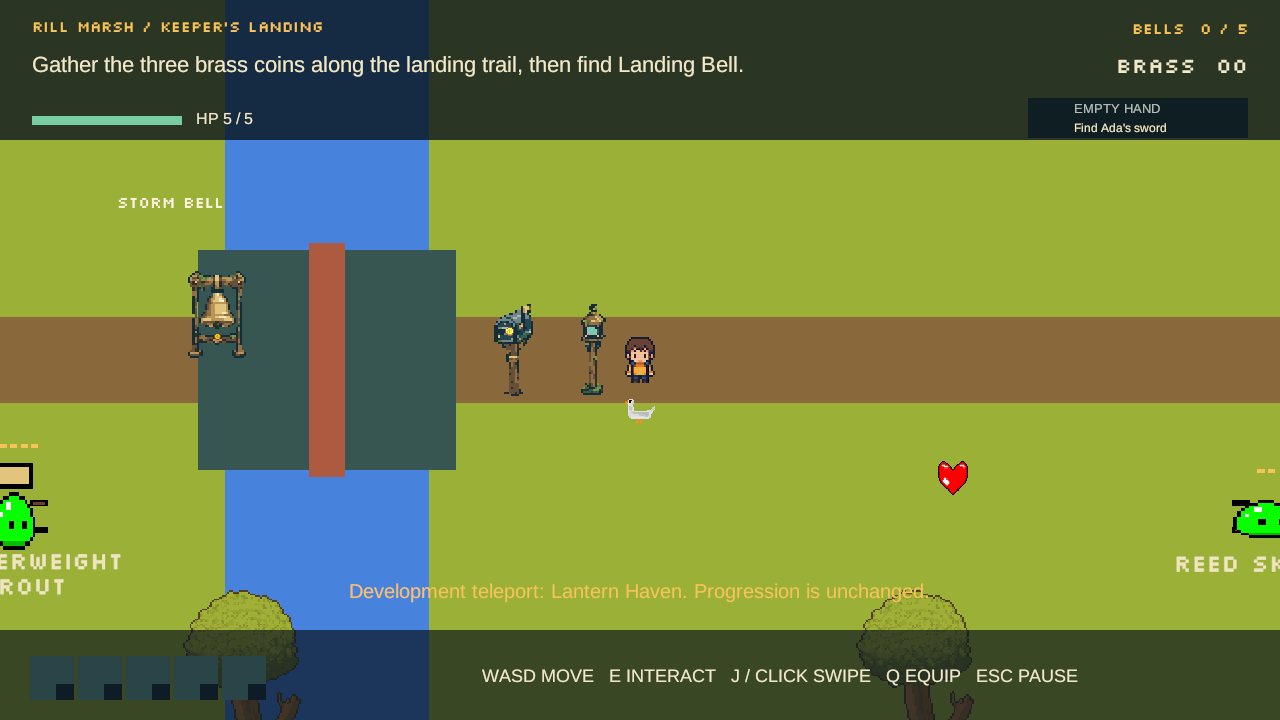 RILL MARSH / KEEPER'S LANDING
BELLS 0 / 5
Gather the three brass coins along the landing trail, then find Landing Bell.
BRASS 00
HP 5 / 5
EMPTY HAND
Find Ada's sword
STORM BELL
ERWEIGHT
ROUT
REED SK
Development teleport: Lantern Haven. Progression is unchanged.
WASD MOVE E INTERACT J / CLICK SWIPE Q EQUIP ESC PAUSE